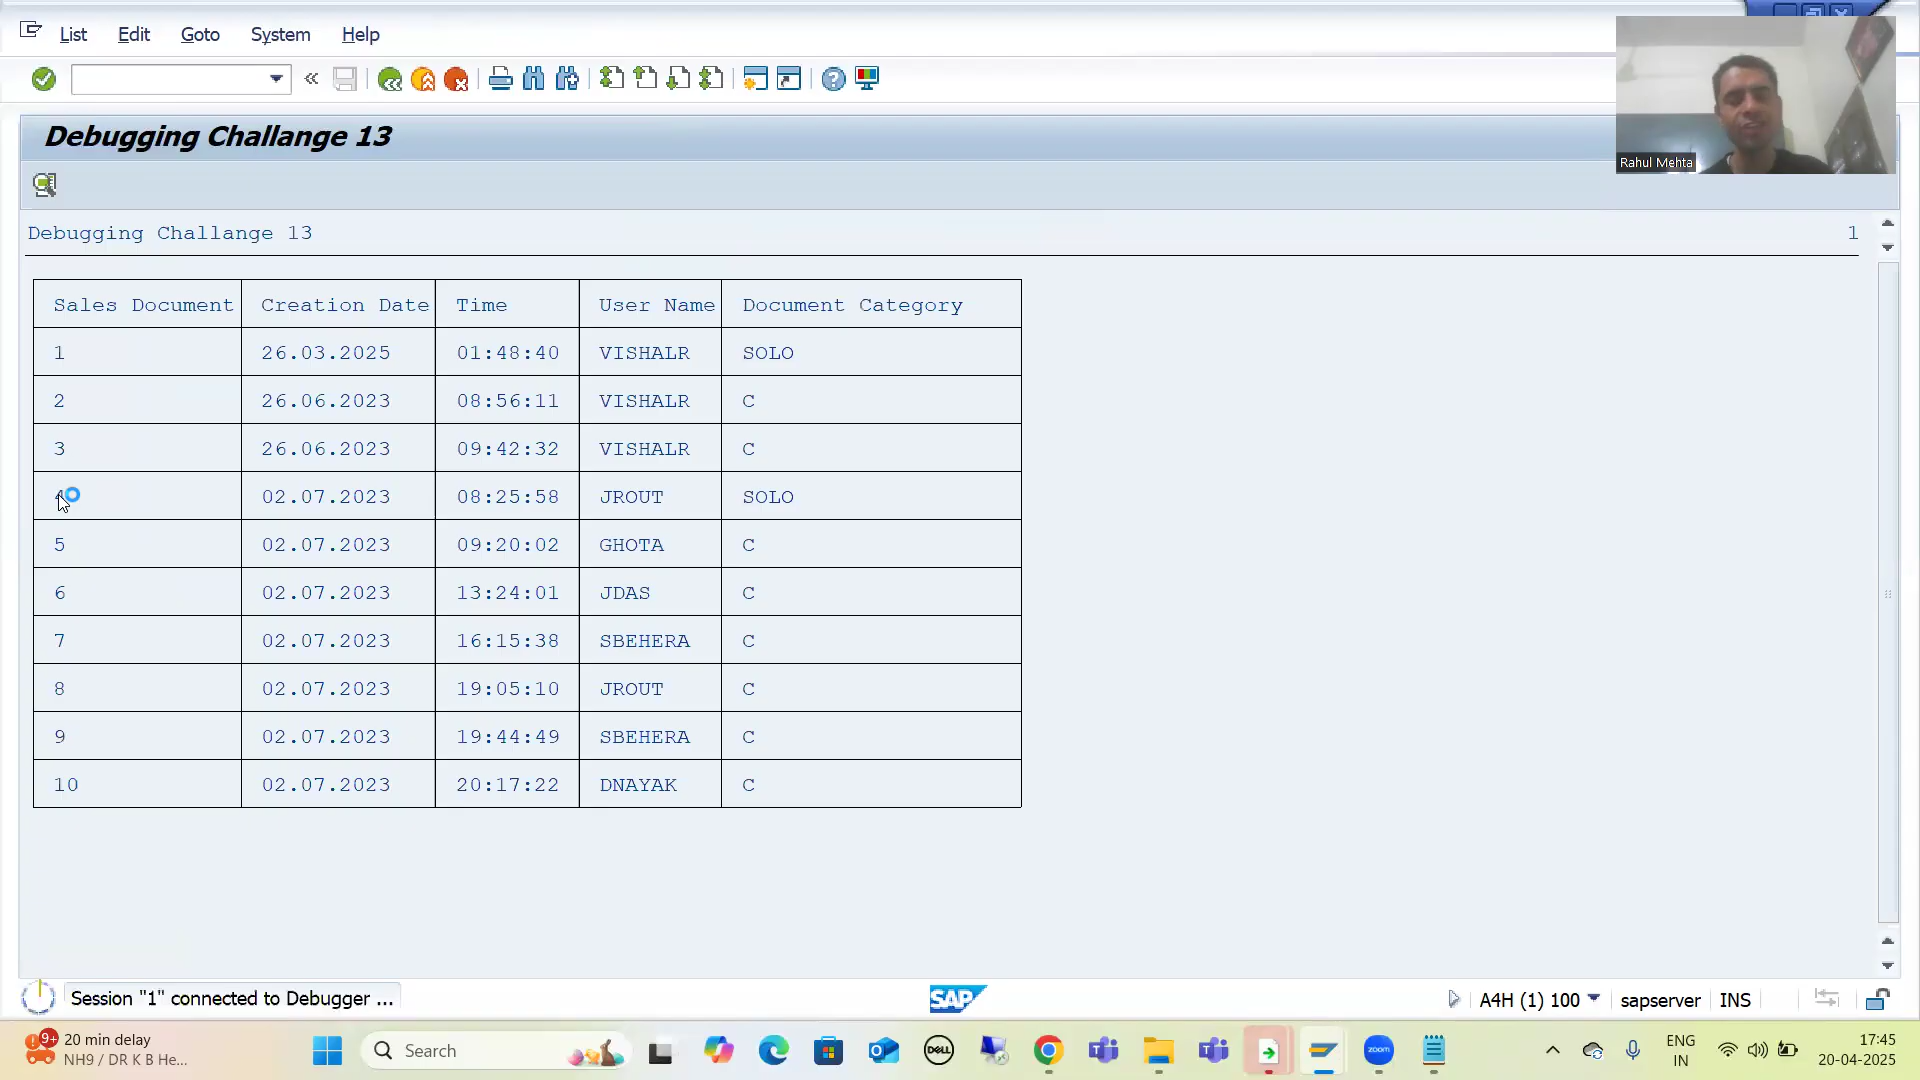 List Edit Goto System Help
Rahul Mehta
Debugging Challange 13
Debugging Challange 13 1
Sales Document Creation Date Time User Name Document Category
1 26.03.2025 01:48:40 VISHALR SOLO
2 26.06.2023 08:56:11 VISHALR C
3 26.06.2023 09:42:32 VISHALR C
4 02.07.2023 08:25:58 JROUT SOLO
5 02.07.2023 09:20:02 GHOTA C
6 02.07.2023 13:24:01 JDAS C
7 02.07.2023 16:15:38 SBEHERA C
8 02.07.2023 19:05:10 JROUT C
9 02.07.2023 19:44:49 SBEHERA C
10 02.07.2023 20:17:22 DNAYAK C
Session "1" connected to Debugger ... SAP A4H (1) 100 sapserver INS
9+ 20 min delay
NH9 / DR K B He...
Search
DELL
zoom
ENG
IN
17:45
20-04-2025